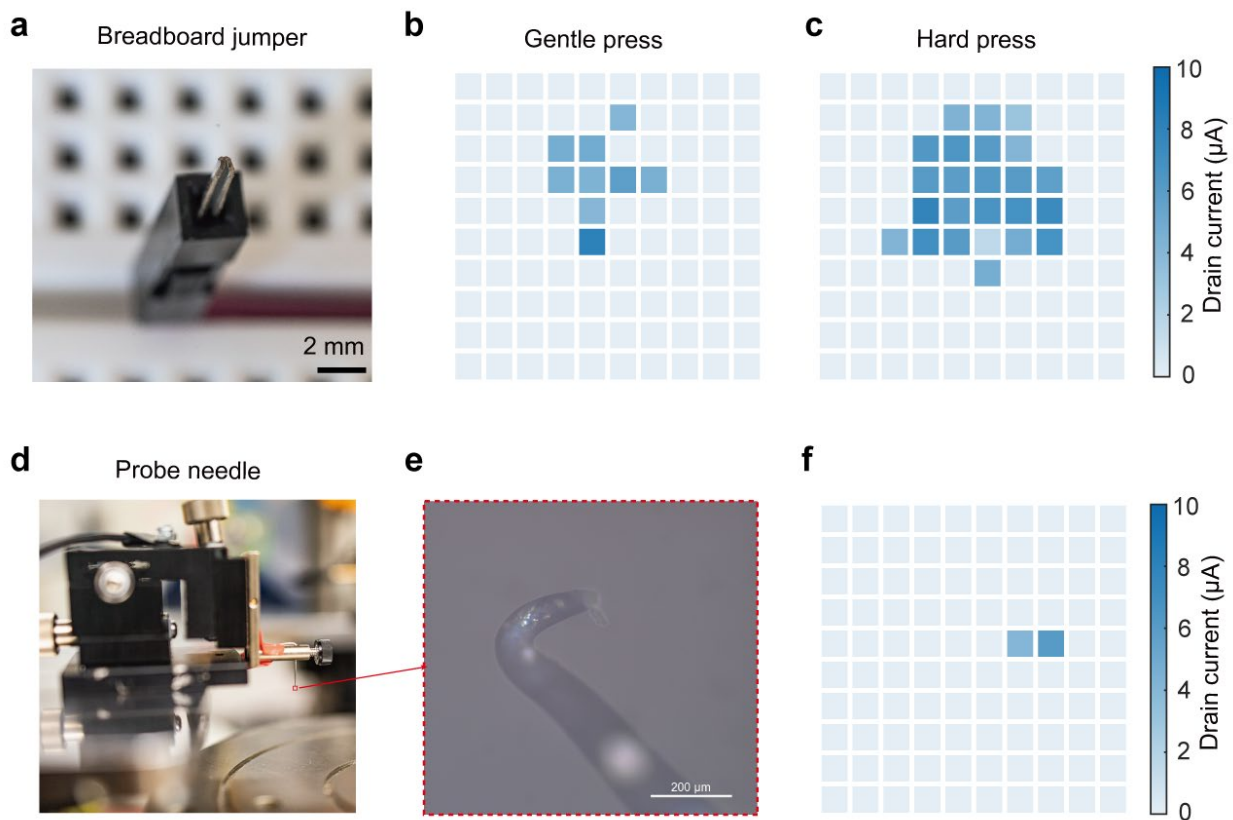 a
Breadboard jumper
2 mm
b
Gentle press
c
Hard press
10
8
6
4
2
0
Drain current (µA)
d
Probe needle
e
200 µm
f
10
8
6
4
2
0
Drain current (µA)